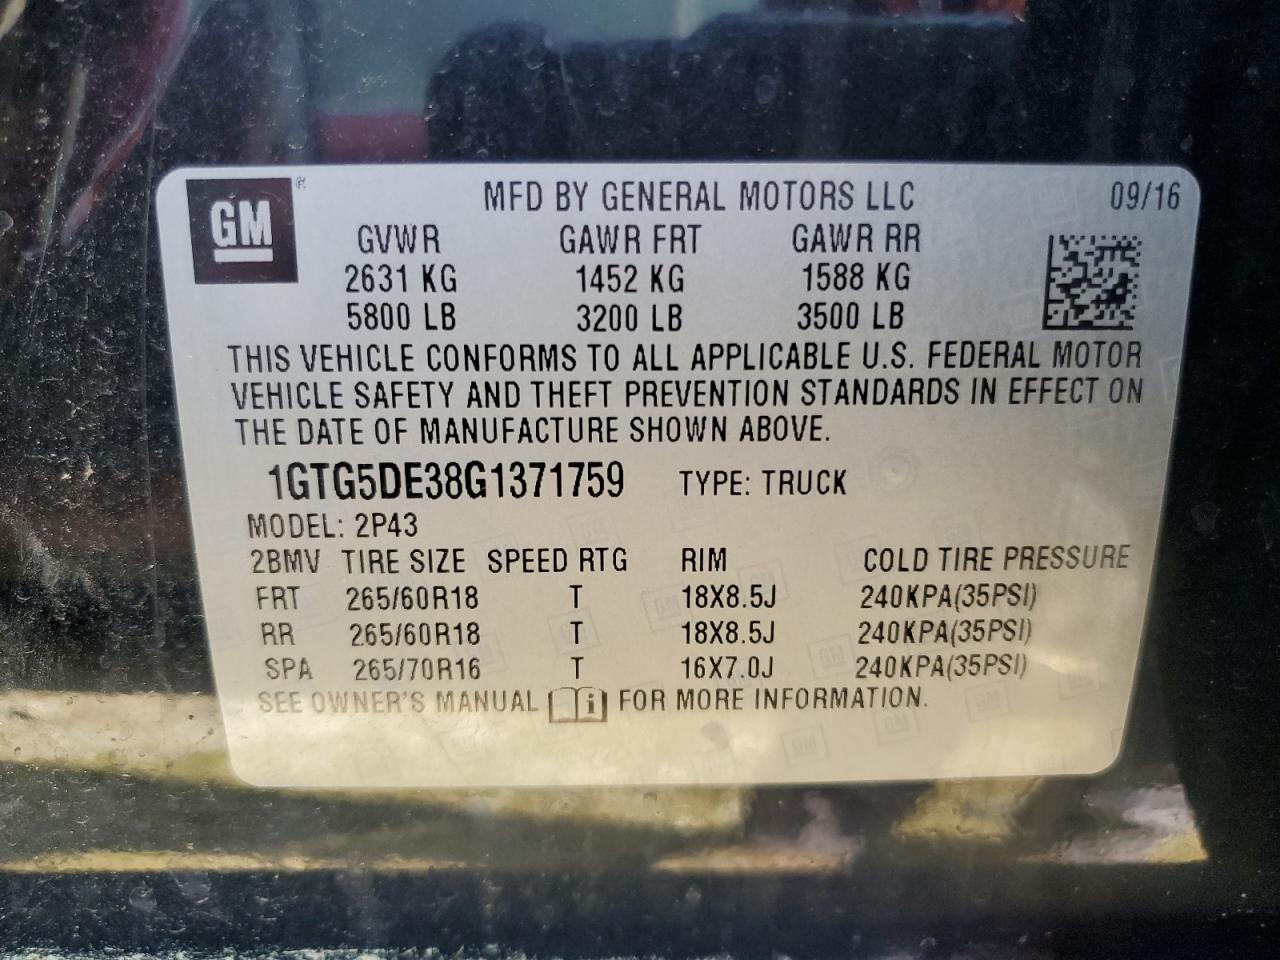 GM ®
MFD BY GENERAL MOTORS LLC 09/16
GVWR GAWR FRT GAWR RR
2631 KG 1452 KG 1588 KG
5800 LB 3200 LB 3500 LB
THIS VEHICLE CONFORMS TO ALL APPLICABLE U.S. FEDERAL MOTOR
VEHICLE SAFETY AND THEFT PREVENTION STANDARDS IN EFFECT ON
THE DATE OF MANUFACTURE SHOWN ABOVE.
1GTG5DE38G1371759 TYPE: TRUCK
MODEL: 2P43
2BMV TIRE SIZE SPEED RTG RIM COLD TIRE PRESSURE
FRT 265/60R18 T 18X8.5J 240KPA(35PSI)
RR 265/60R18 T 18X8.5J 240KPA(35PSI)
SPA 265/70R16 T 16X7.0J 240KPA(35PSI)
SEE OWNER'S MANUAL i FOR MORE INFORMATION.